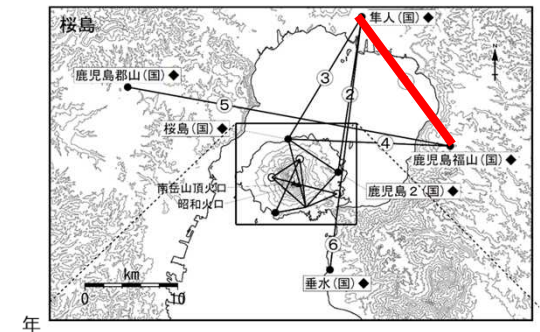 桜島
隼人(国)◆
N
鹿児島郡山(国)◆
③
②
⑤
桜島(国)◆
④
鹿児島福山(国)◆
鹿児島2(国)◆
南岳山頂火口
昭和火口
⑥
km
0 10
垂水(国)◆
年